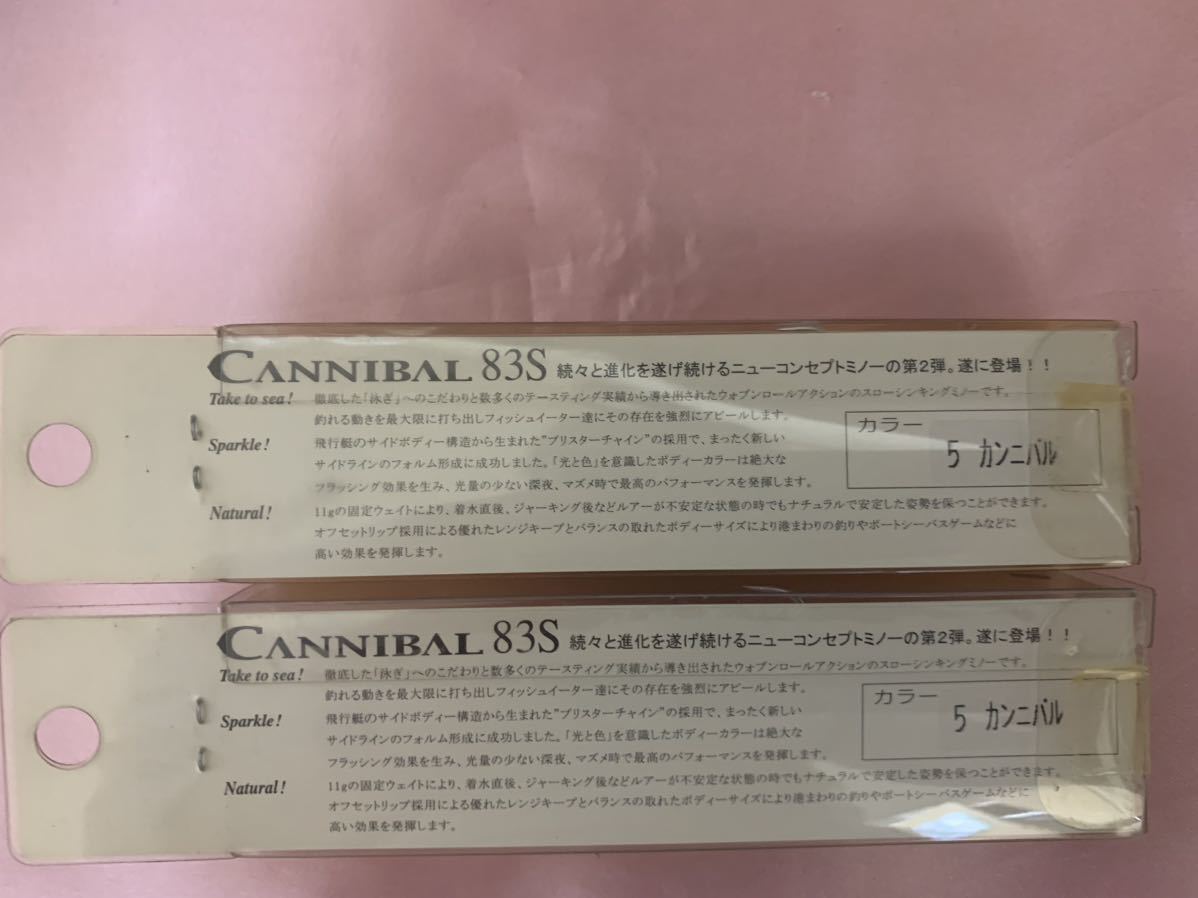 CANNIBAL 83S 続々と進化を遂げ続けるニューコンセプトミノーの第2弾。遂に登場！！
Take to sea! 徹底した「泳ぎ」へのこだわりと数多くのテースティング実績から導き出されたウォブンロールアクションのスローシンキングミノーです。
釣れる動きを最大限に打ち出しフィッシュイーター達にその存在を強烈にアピールします。
Sparkle! 飛行艇のサイドボディー構造から生まれた"ブリスターチャイン"の採用で、まったく新しい
サイドラインのフォルム形成に成功しました。「光と色」を意識したボディーカラーは絶大な
フラッシング効果を生み、光量の少ない深夜、マズメ時で最高のパフォーマンスを発揮します。
カラー
5 カンニバル
Natural! 11gの固定ウェイトにより、着水直後、ジャーキング後などルアーが不安定な状態の時でもナチュラルで安定した姿勢を保つことができます。
オフセットリップ採用による優れたレンジキープとバランスの取れたボディーサイズにより港まわりの釣りやボートシーバスゲームなどに
高い効果を発揮します。
CANNIBAL 83S 続々と進化を遂げ続けるニューコンセプトミノーの第2弾。遂に登場！！
Take to sea! 徹底した「泳ぎ」へのこだわりと数多くのテースティング実績から導き出されたウォブンロールアクションのスローシンキングミノーです。
釣れる動きを最大限に打ち出しフィッシュイーター達にその存在を強烈にアピールします。
Sparkle! 飛行艇のサイドボディー構造から生まれた"ブリスターチャイン"の採用で、まったく新しい
サイドラインのフォルム形成に成功しました。「光と色」を意識したボディーカラーは絶大な
フラッシング効果を生み、光量の少ない深夜、マズメ時で最高のパフォーマンスを発揮します。
カラー
5 カンニバル
Natural! 11gの固定ウェイトにより、着水直後、ジャーキング後などルアーが不安定な状態の時でもナチュラルで安定した姿勢を保つことができます。
オフセットリップ採用による優れたレンジキープとバランスの取れたボディーサイズにより港まわりの釣りやボートシーバスゲームなどに
高い効果を発揮します。